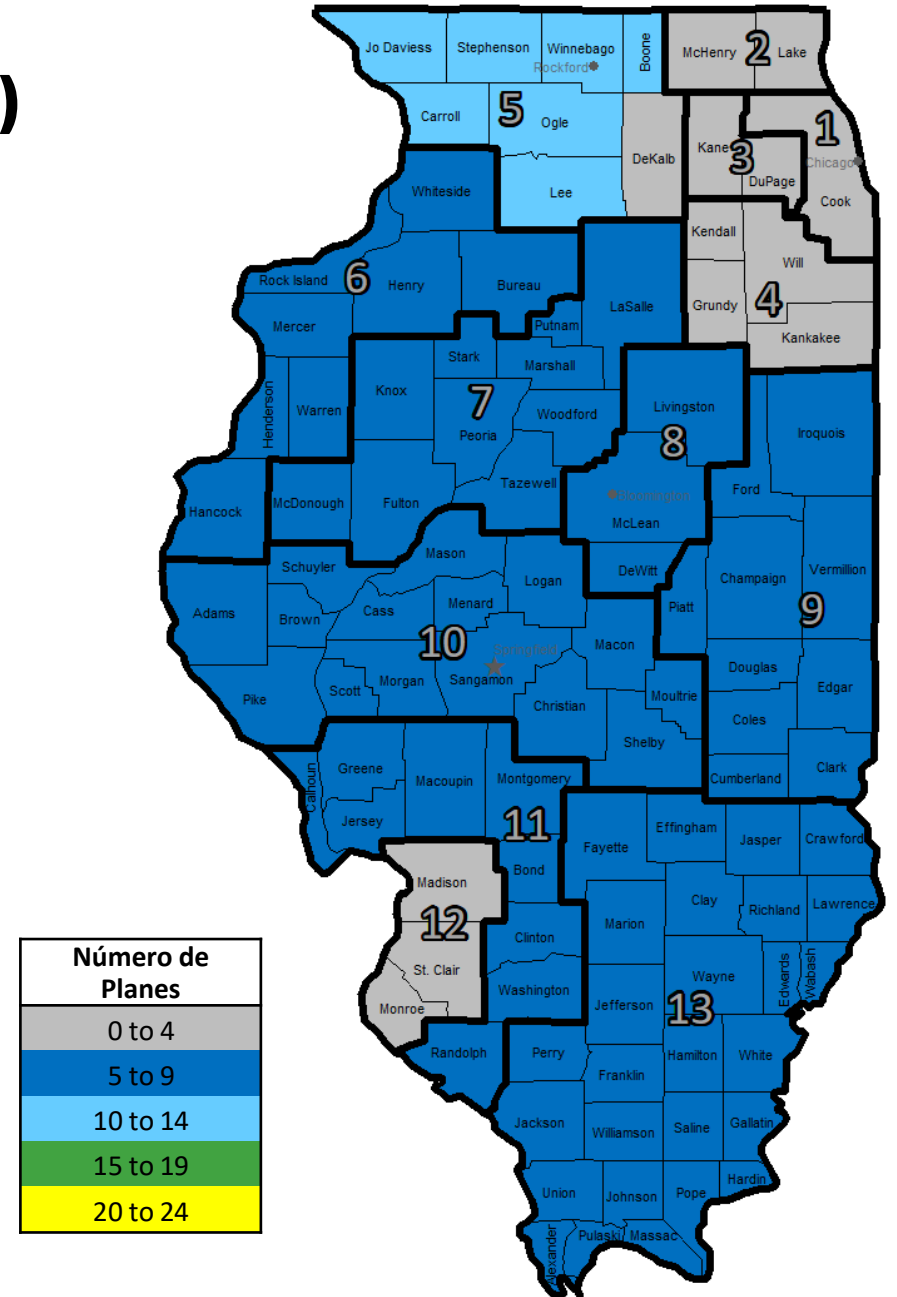 )
Jo Daviess
Stephenson
Winnebago
Boone
McHenry
2
Lake
Rockford
Carroll
5
Ogle
DeKalb
Kane
3
1
Chicago
DuPage
Cook
Whiteside
Lee
Kendall
Will
Rock Island
6
Henry
Bureau
LaSalle
Grundy
4
Mercer
Putnam
Kankakee
Stark
Marshall
Henderson
Warren
Knox
7
Peoria
Woodford
Livingston
8
Iroquois
Hancock
McDonough
Fulton
Tazewell
McLean
Ford
Mason
Schuyler
Logan
DeWitt
Champaign
Vermillion
Adams
Brown
Cass
Menard
Piatt
9
10
Springfield
Macon
Pike
Scott
Morgan
Sangamon
Christian
Moultrie
Douglas
Edgar
Coles
Shelby
Calhoun
Greene
Macoupin
Montgomery
Cumberland
Clark
Jersey
11
Fayette
Effingham
Jasper
Crawford
Madison
Bond
Clay
Richland
Lawrence
12
Marion
Clinton
St. Clair
Wayne
Edwards
Wabash
Washington
Jefferson
13
Monroe
Randolph
Perry
Franklin
Hamilton
White
Jackson
Williamson
Saline
Gallatin
Union
Johnson
Pope
Hardin
Alexander
Pulaski
Massac
Número de
Planes
0 to 4
5 to 9
10 to 14
15 to 19
20 to 24